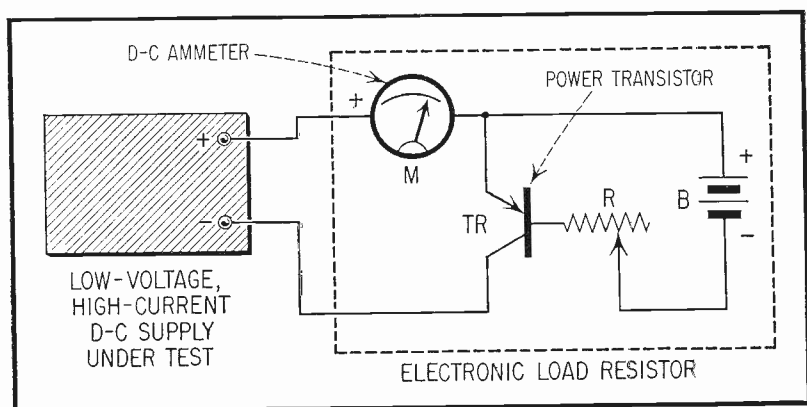 D-C AMMETER
POWER TRANSISTOR
+
+
-
M
TR
R
B
+
-
LOW-VOLTAGE,
HIGH-CURRENT
D-C SUPPLY
UNDER TEST
ELECTRONIC LOAD RESISTOR